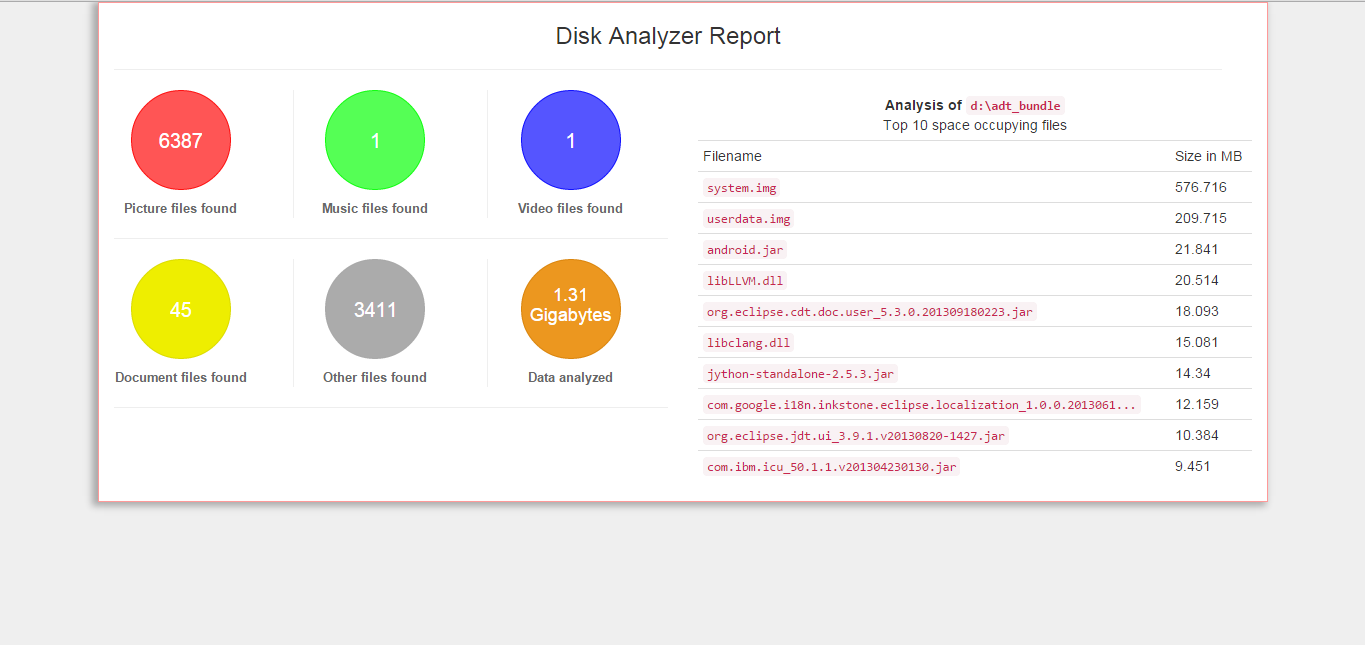 Disk Analyzer Report
6387
1
1
Picture files found
Music files found
Video files found
45
3411
1.31
Gigabytes
Document files found
Other files found
Data analyzed
Analysis of d:\adt_bundle
Top 10 space occupying files
Filename Size in MB
system.img 576.716
userdata.img 209.715
android.jar 21.841
libLLVM.dll 20.514
org.eclipse.cdt.doc.user_5.3.0.201309180223.jar 18.093
libclang.dll 15.081
jython-standalone-2.5.3.jar 14.34
com.google.i18n.inkstone.eclipse.localization_1.0.0.2013061... 12.159
org.eclipse.jdt.ui_3.9.1.v20130820-1427.jar 10.384
com.ibm.icu_50.1.1.v201304230130.jar 9.451